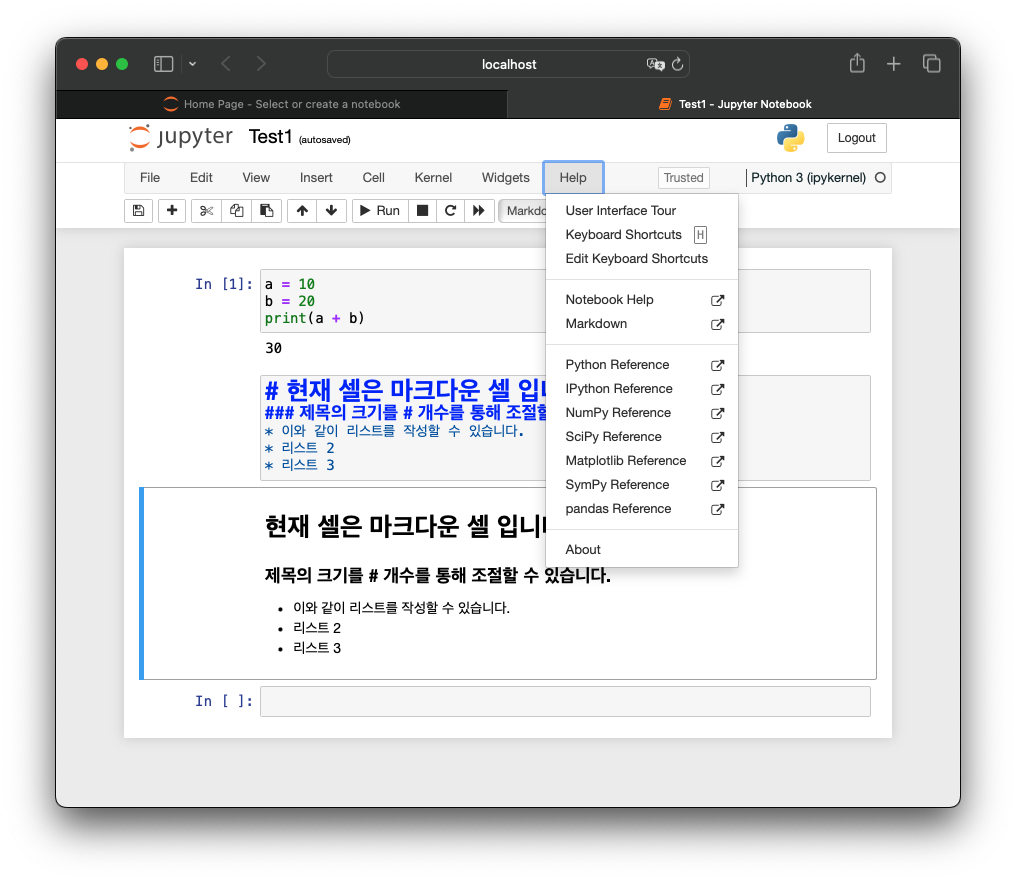 localhost
Home Page - Select or create a notebook
Test1 - Jupyter Notebook
jupyter Test1 (autosaved)
Logout
File Edit View Insert Cell Kernel Widgets Help Trusted Python 3 (ipykernel)
Run
User Interface Tour
Keyboard Shortcuts H
Edit Keyboard Shortcuts
Notebook Help
Markdown
Python Reference
IPython Reference
NumPy Reference
SciPy Reference
Matplotlib Reference
SymPy Reference
pandas Reference
About
In [1]:
a = 10
b = 20
print(a + b)
30
# 현재 셀은 마크다운 셀
### 제목의 크기를 # 개수를 통해
* 이와 같이 리스트를 작성할 수 있습니다.
* 리스트 2
* 리스트 3
현재 셀은 마크다운 셀
제목의 크기를 # 개수를 통해 조절할 수 있습니다.
이와 같이 리스트를 작성할 수 있습니다.
리스트 2
리스트 3
In [ ]: